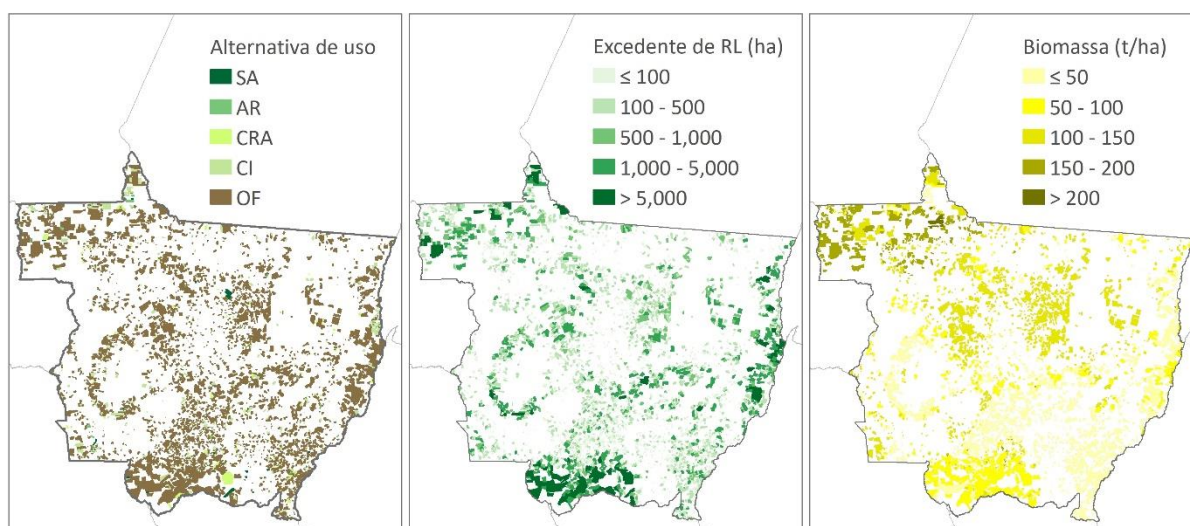 Alternativa de uso
SA
AR
CRA
CI
OF
Excedente de RL (ha)
≤ 100
100 - 500
500 - 1,000
1,000 - 5,000
> 5,000
Biomassa (t/ha)
≤ 50
50 - 100
100 - 150
150 - 200
> 200